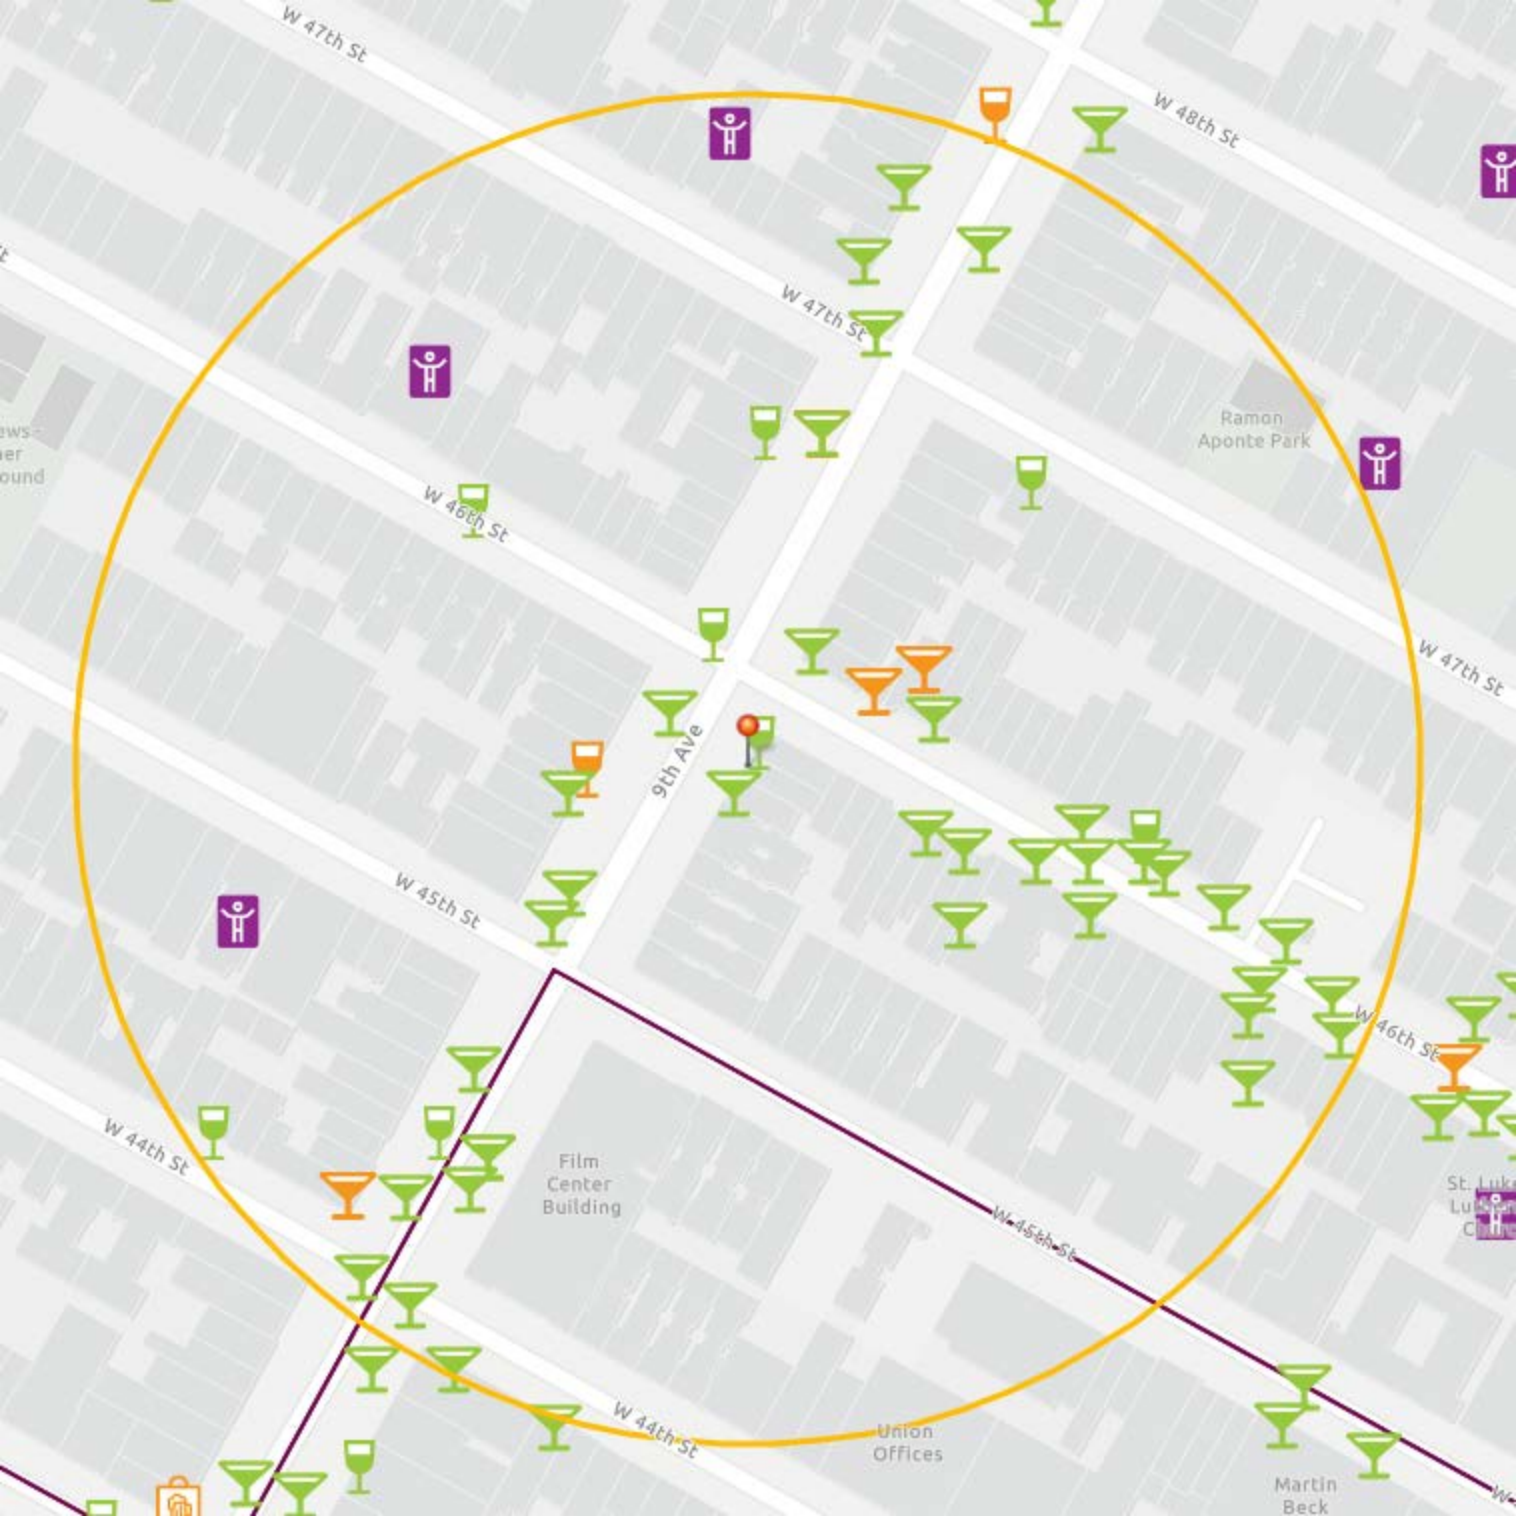 W 47th St
W 48th St
W 47th St
Ramon
Aponte Park
ound
W 46th St
W 47th St
9th Ave
W 45th St
W 46th St
W 44th St
Film
Center
Building
W 45th St
W 44th St
Union
Offices
Martin
Beck